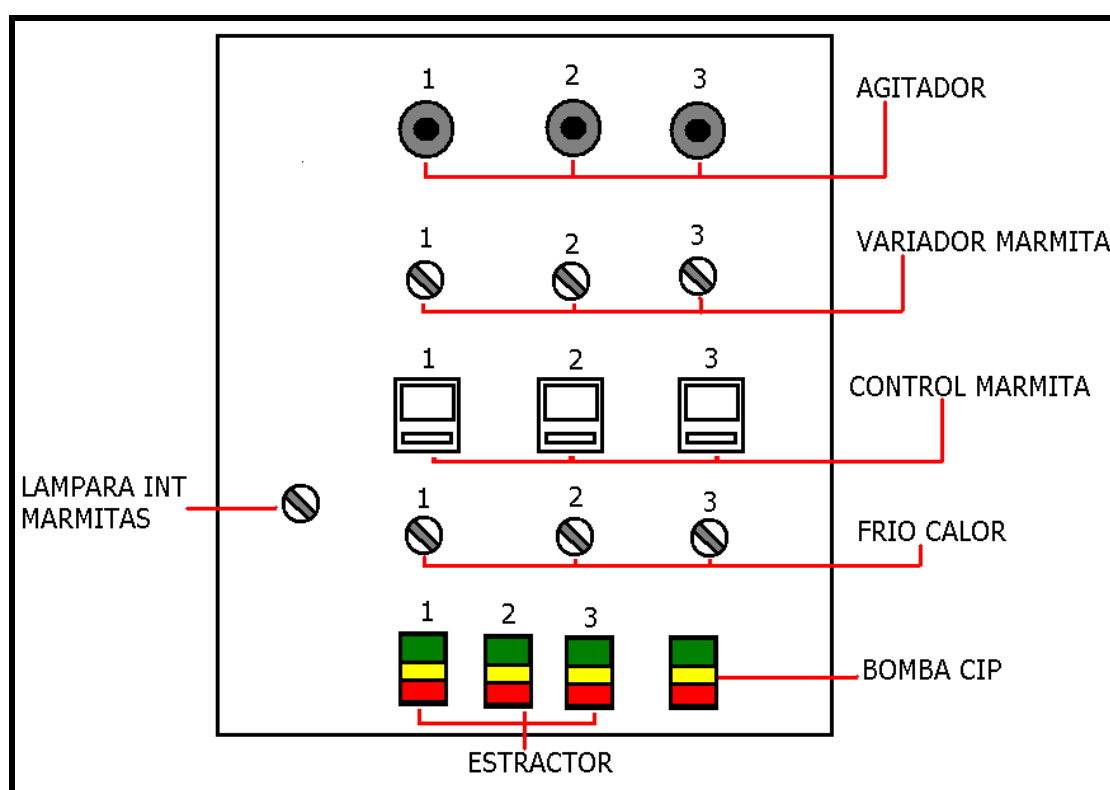 1 2 3
AGITADOR
1 2 3
VARIADOR MARMITA
1 2 3
CONTROL MARMITA
LAMPARA INT
MARMITAS
1 2 3
FRIO CALOR
1 2 3
BOMBA CIP
ESTRACTOR